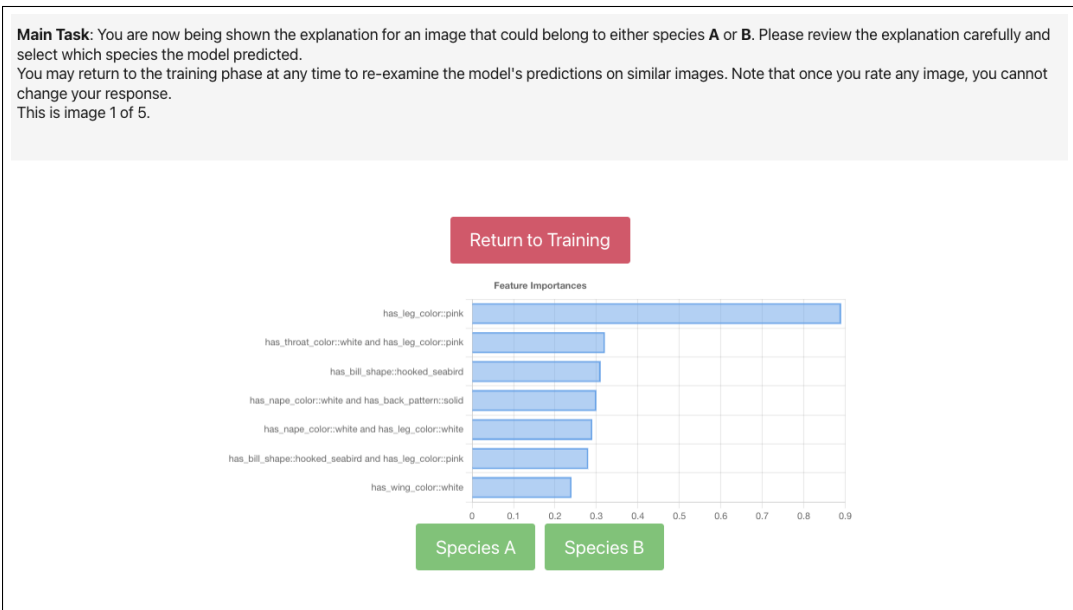 Main Task: You are now being shown the explanation for an image that could belong to either species A or B. Please review the explanation carefully and
select which species the model predicted.
You may return to the training phase at any time to re-examine the model's predictions on similar images. Note that once you rate any image, you cannot
change your response.
This is image 1 of 5.
Return to Training
Feature Importances
has_leg_color::pink
has_throat_color::white and has_leg_color::pink
has_bill_shape::hooked_seabird
has_nape_color::white and has_back_pattern::solid
has_nape_color::white and has_leg_color::white
has_bill_shape::hooked_seabird and has_leg_color::pink
has_wing_color::white
0 0.1 0.2 0.3 0.4 0.5 0.6 0.7 0.8 0.9
Species A Species B